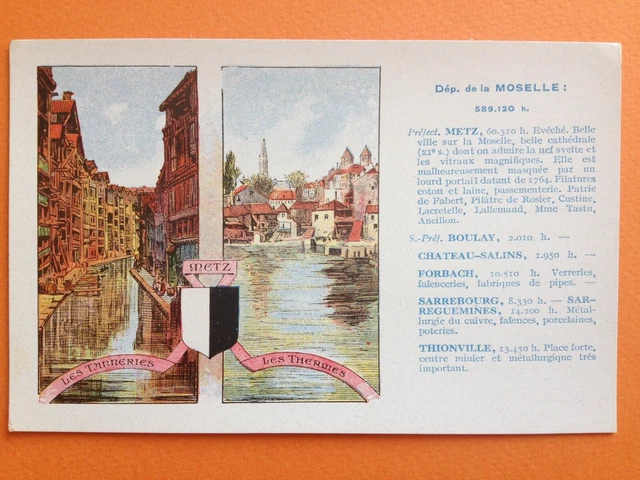 METZ
LES TANNERIES
LES THERMES
Dép. de la MOSELLE :
589.120 h.
Préfect. METZ, 60.310 h. Evêché. Belle
ville sur la Moselle, belle cathédrale
(XIe s.) dont on admire la nef svelte et
les vitraux magnifiques. Elle est
malheureusement masquée par un
lourd portail datant de 1764. Filatures
coton et laine, passementerie. Patrie
de Fabert, Pilâtre de Rosier, Custine,
Lacretelle, Lallemand, Mme Tastu,
Ancillon.
S.-Préf. BOULAY, 2.010 h. —
CHATEAU-SALINS, 1.950 h. —
FORBACH, 10.510 h. Verreries,
faïenceries, fabriques de pipes. —
SARREBOURG, 8.330 h. — SAR-
REGUEMINES, 14.200 h. Métal-
lurgie du cuivre, faïences, porcelaines,
poteries.
THIONVILLE, 13.450 h. Place forte,
centre minier et métallurgique trés
important.